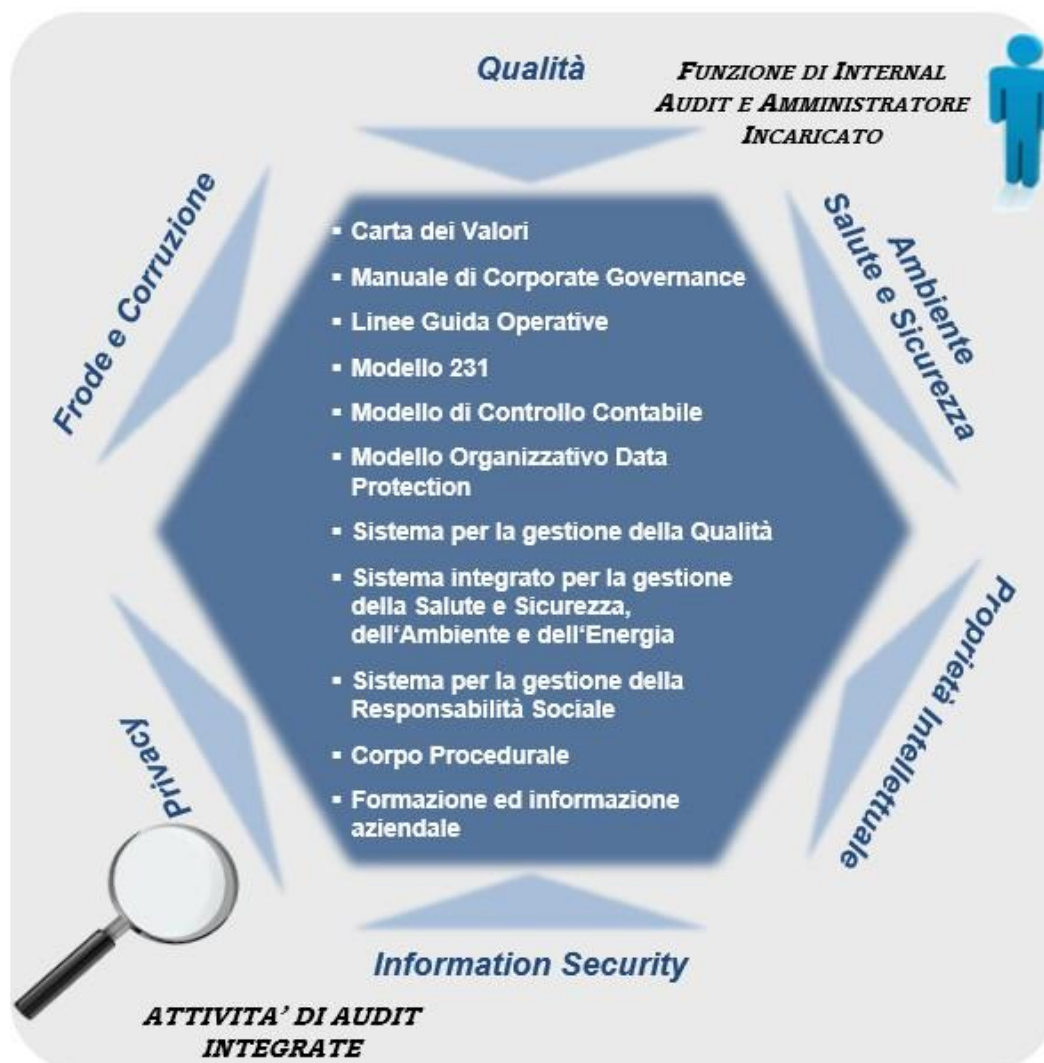 Qualità
FUNZIONE DI INTERNAL
AUDIT E AMMINISTRATORE
INCARICATO
Frode e Corruzione
Ambiente
Salute e Sicurezza
▪ Carta dei Valori
▪ Manuale di Corporate Governance
▪ Linee Guida Operative
▪ Modello 231
▪ Modello di Controllo Contabile
▪ Modello Organizzativo Data
Protection
▪ Sistema per la gestione della Qualità
▪ Sistema integrato per la gestione
della Salute e Sicurezza,
dell‘Ambiente e dell‘Energia
▪ Sistema per la gestione della
Responsabilità Sociale
▪ Corpo Procedurale
▪ Formazione ed informazione
aziendale
Privacy
Proprietà Intellettuale
Information Security
ATTIVITA’ DI AUDIT
INTEGRATE